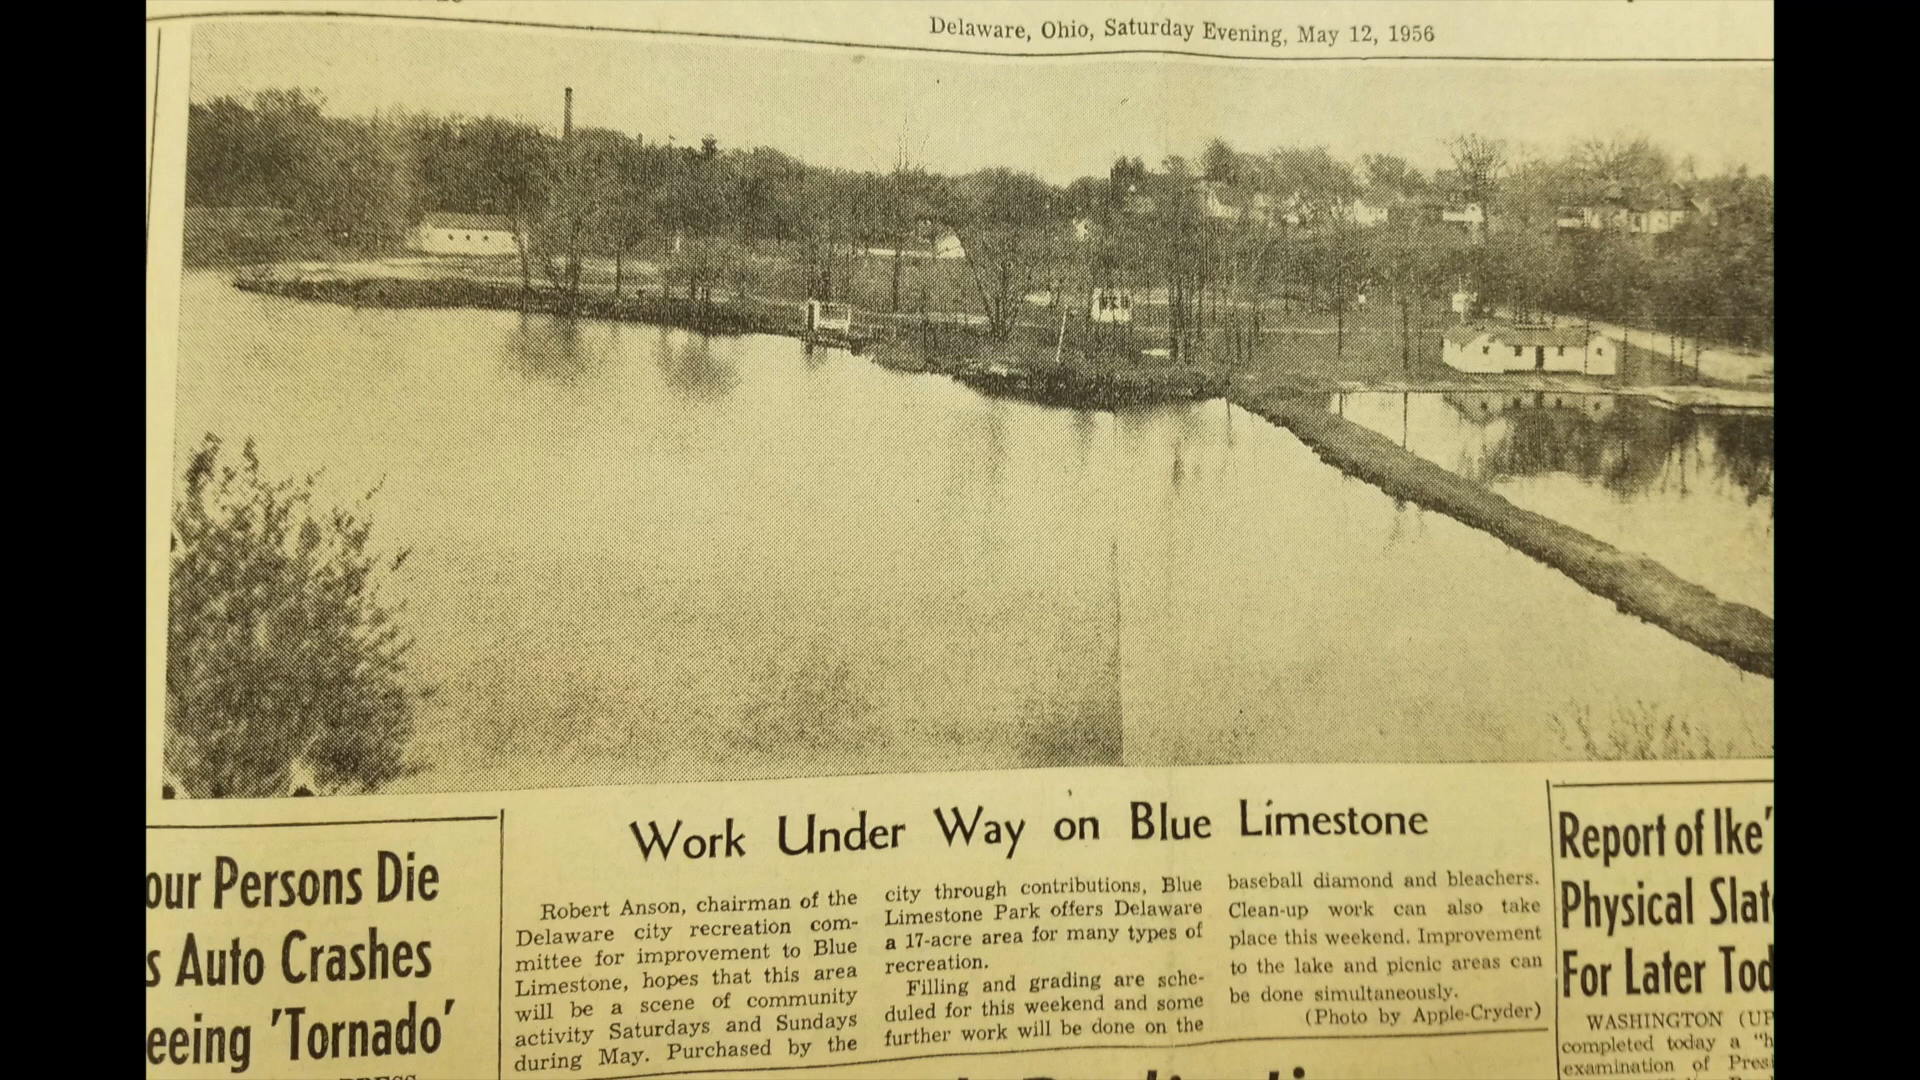 Delaware, Ohio, Saturday Evening, May 12, 1956
our Persons Die
s Auto Crashes
eeing 'Tornado'
Work Under Way on Blue Limestone
Robert Anson, chairman of the
Delaware city recreation com-
mittee for improvement to Blue
Limestone, hopes that this area
will be a scene of community
activity Saturdays and Sundays
during May. Purchased by the
city through contributions, Blue
Limestone Park offers Delaware
a 17-acre area for many types of
recreation.
Filling and grading are sche-
duled for this weekend and some
further work will be done on the
baseball diamond and bleachers.
Clean-up work can also take
place this weekend. Improvement
to the lake and picnic areas can
be done simultaneously.
(Photo by Apple-Cryder)
Report of Ike'
Physical Slat
For Later Tod
WASHINGTON (UP
completed today a "h
examination of Presi